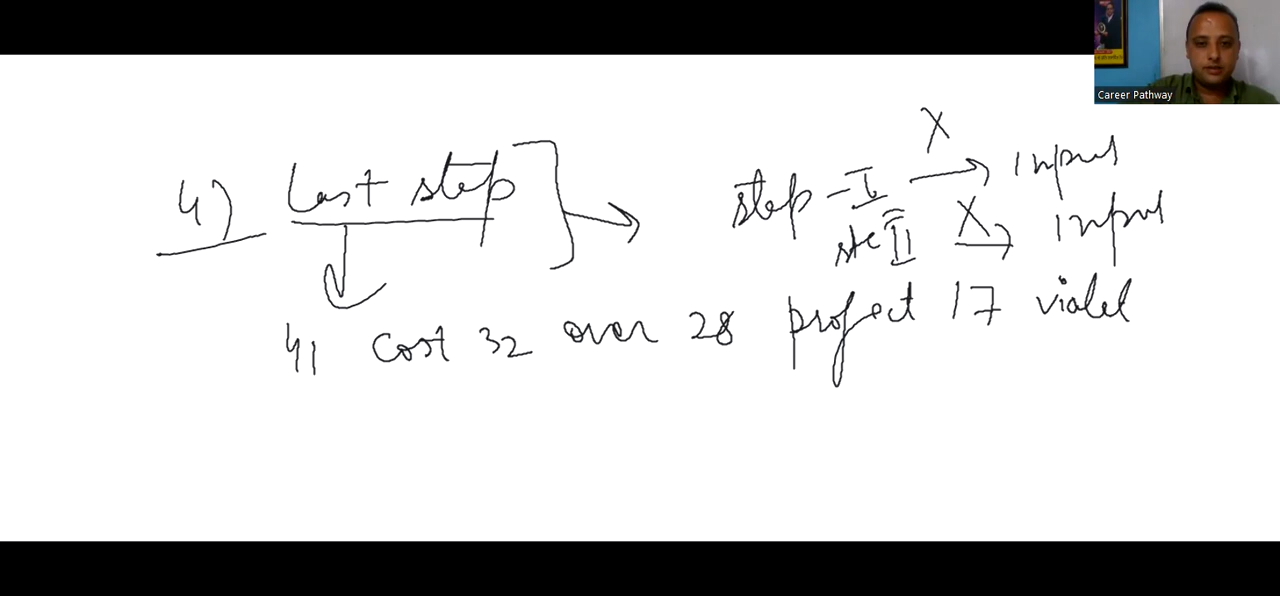 4) Last step
step - I X → input
step II X → input
41 cost 32 over 28 project 17 violet
Career Pathway